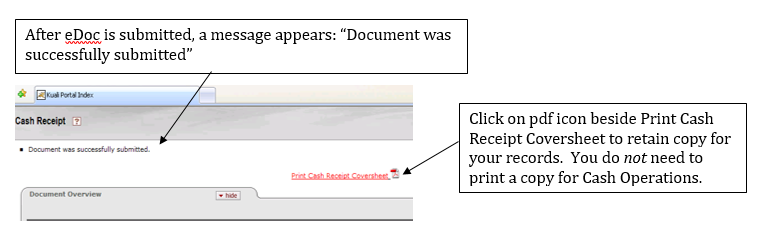 After eDoc is submitted, a message appears: “Document was
successfully submitted”
Kuali Portal Index
Cash Receipt ?
Document was successfully submitted.
Print Cash Receipt Coversheet
Document Overview
▾ hide
Click on pdf icon beside Print Cash
Receipt Coversheet to retain copy for
your records.  You do not need to
print a copy for Cash Operations.